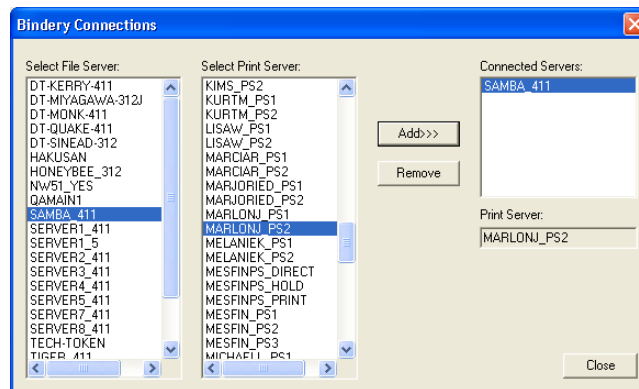 Bindery Connections
Select File Server:
DT-KERRY-411
DT-MIYAGAWA-312J
DT-MONK-411
DT-QUAKE-411
DT-SINEAD-312
HAKUSAN
HONEYBEE_312
NW51_YES
QAMAIN1
SAMBA_411
SERVER1_411
SERVER1_5
SERVER2_411
SERVER3_411
SERVER4_411
SERVER5_411
SERVER7_411
SERVER8_411
TECH-TOKEN
TIGER_411
Select Print Server:
KIMS_PS2
KURTM_PS1
KURTM_PS2
LISAW_PS1
LISAW_PS2
MARCIAR_PS1
MARCIAR_PS2
MARJORIED_PS1
MARJORIED_PS2
MARLONJ_PS1
MARLONJ_PS2
MELANIEK_PS1
MELANIEK_PS2
MESFINPS_DIRECT
MESFINPS_HOLD
MESFINPS_PRINT
MESFIN_PS1
MESFIN_PS2
MESFIN_PS3
MICHAELL_PS1
Add>>>
Remove
Connected Servers:
SAMBA_411
Print Server:
MARLONJ_PS2
Close